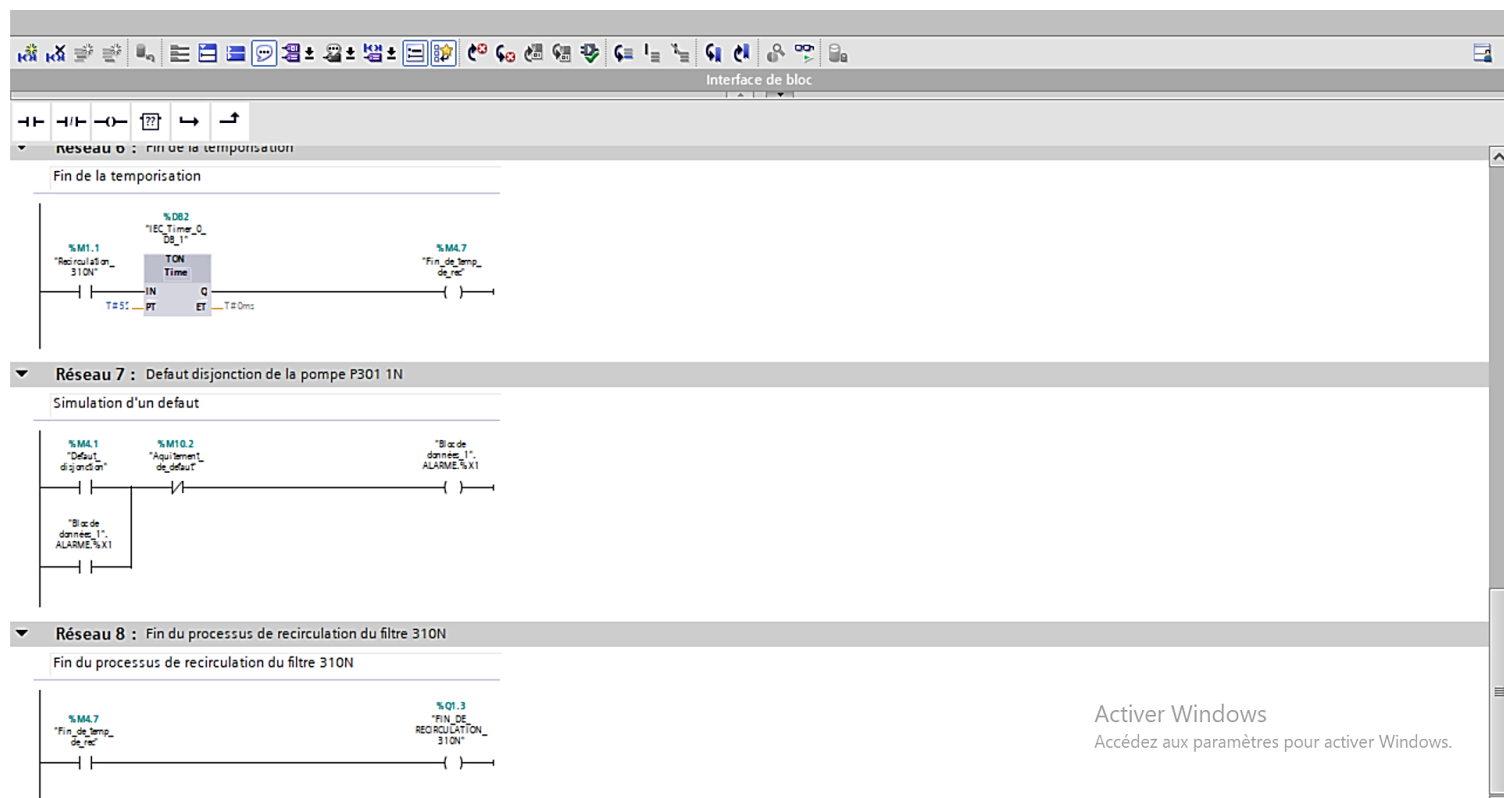 Interface de bloc
??
Réseau 6 : Fin de la temporisation
Fin de la temporisation
%DB2
"IEC_Timer_0_
DB_1"
%M1.1
"Recirculation_
310N"
TON
Time
IN
Q
T#5S
PT
ET
T#0ms
%M4.7
"Fin_de_temp_
de_rec"
Réseau 7 : Defaut disjonction de la pompe P301 1N
Simulation d'un defaut
%M4.1
"Defaut_
disjonction"
%M10.2
"Aquitement_
de_defaut"
"Bloc de
données_1".
ALARME.%X1
"Bloc de
données_1".
ALARME.%X1
Réseau 8 : Fin du processus de recirculation du filtre 310N
Fin du processus de recirculation du filtre 310N
%M4.7
"Fin_de_temp_
de_rec"
%Q1.3
"FIN_DE_
RECIRCULATION_
310N"
Activer Windows
Accédez aux paramètres pour activer Windows.